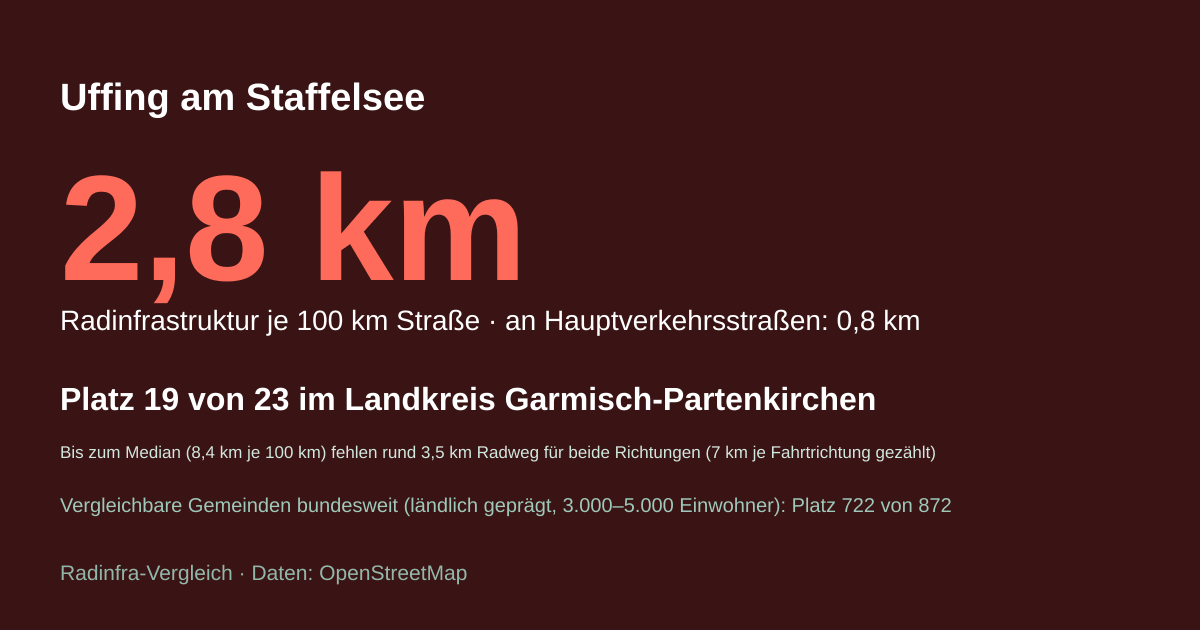 Uffing am Staffelsee
2,8 km
Radinfrastruktur je 100 km Straße · an Hauptverkehrsstraßen: 0,8 km
Platz 19 von 23 im Landkreis Garmisch-Partenkirchen
Bis zum Median (8,4 km je 100 km) fehlen rund 3,5 km Radweg für beide Richtungen (7 km je Fahrtrichtung gezählt)
Vergleichbare Gemeinden bundesweit (ländlich geprägt, 3.000–5.000 Einwohner): Platz 722 von 872
Radinfra-Vergleich · Daten: OpenStreetMap